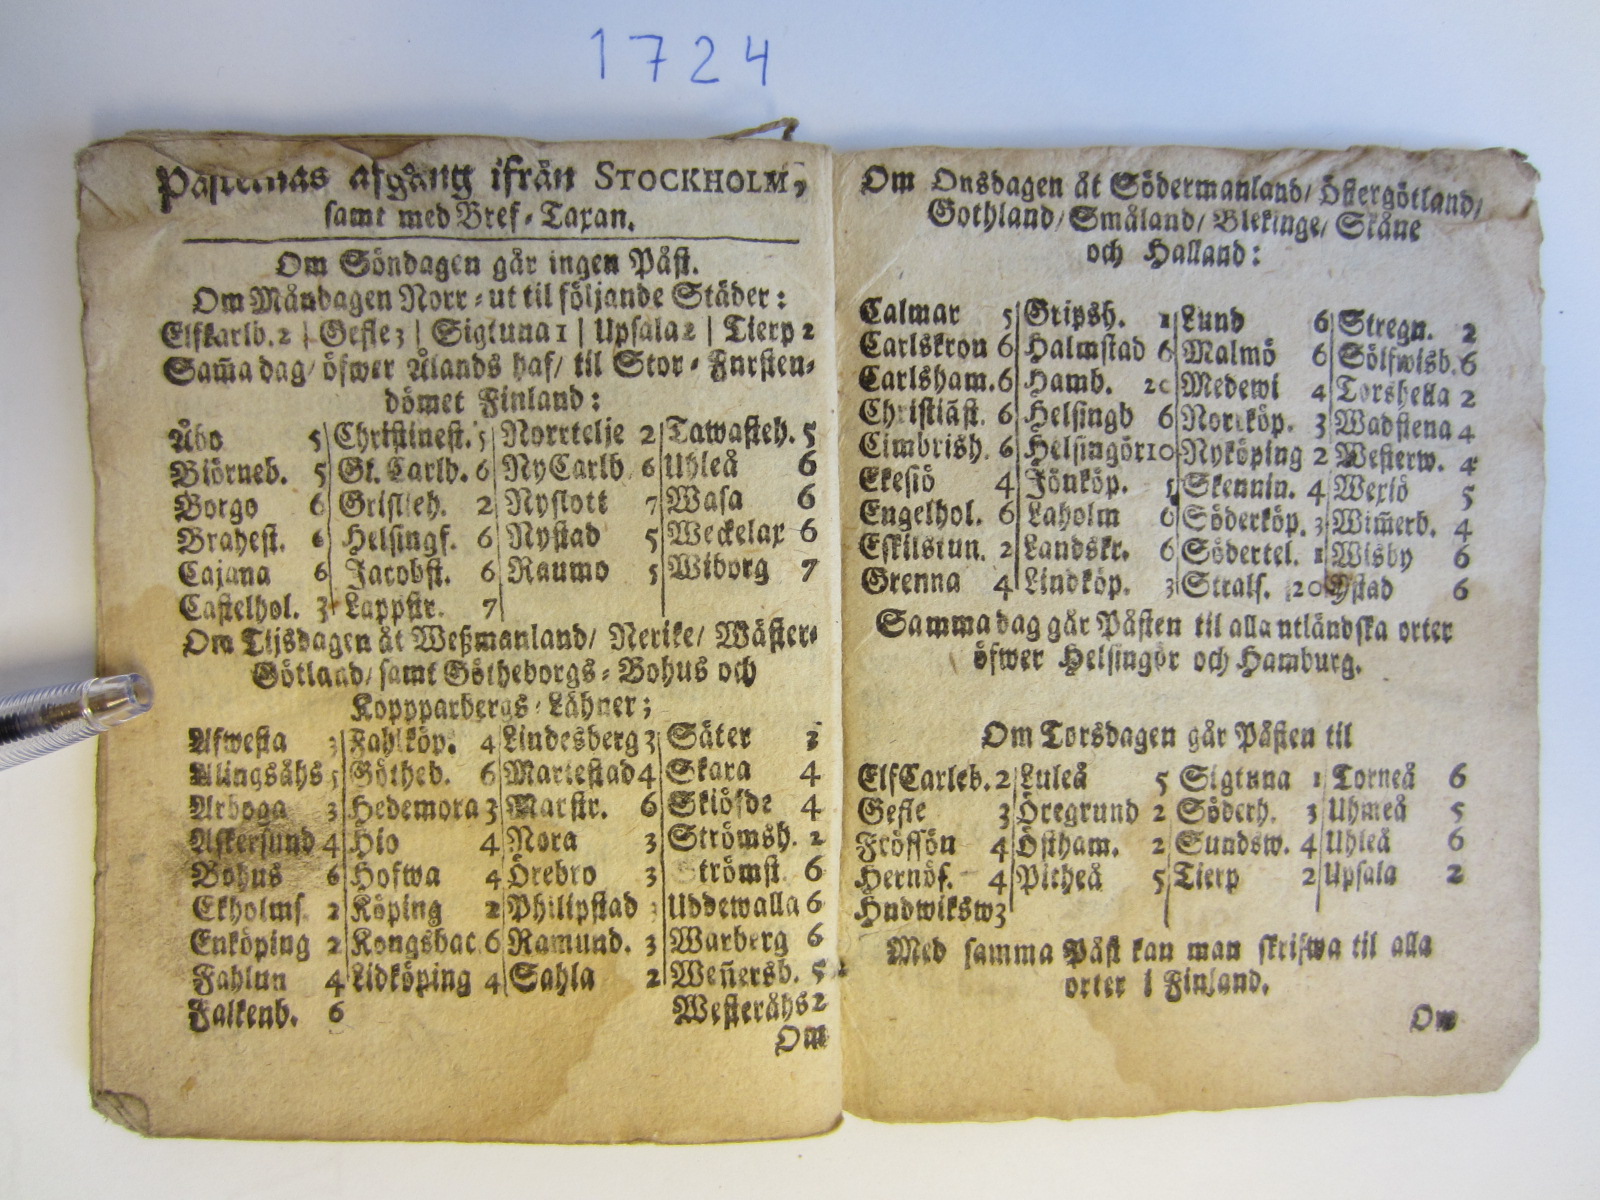 1724
Påsternas afgång ifrån STOCKHOLM,
samt med Bref-Taxan.
Om Söndagen går ingen Påst.
Om Måndagen Norr-ut til följande Städer:
Elfkarlb. 2 | Gefle 3 | Sigtuna 1 | Upsala 2 | Tierp 2
Sam̃a dag/ öfwer Ålands haf/ til Stor-Fursten-
dömet Finland:
Åbo 5 | Christinest. 5 | Norrtelje 2 | Tawasteh. 5
Biörneb. 5 | Gl. Carlb. 6 | Ny Carlb 6 | Uhleå 6
Borgo 6 | Grisleh. 2 | Nyslott 7 | Wasa 6
Brahest. 6 | Helsingf. 6 | Nystad 5 | Weckelax 6
Cajana 6 | Jacobst. 6 | Raumo 5 | Wiborg 7
Castelhol. 3 | Lappstr. 7
Om Tijsdagen åt Weßmanland/ Nerike/ Wäster-
Götland/ samt Götheborgs-Bohus och
Koppparbergs-Lähner;
Afwesta 3 | Fahlköp. 4 | Lindesberg 3 | Säter 3
Alingsåhs 5 | Götheb. 6 | Mariestad 4 | Skara 4
Arboga 3 | Hedemora 3 | Marstr. 6 | Skiöfde 4
Askersund 4 | Hio 4 | Nora 3 | Strömsh. 2
Bohus 6 | Hofwa 4 | Örebro 3 | trömst. 6
Ekholms. 2 | Köping 2 | Philipstad | Uddewalla 6
Enköping 2 | Kongsbac. 6 | Ramund. 3 | Warberg 6
Fahlun 4 | Lidköping 4 | Sahla 2 | Wen̄ersb. 5
Falkenb. 6 Westeråhs 2
Om
Om Onsdagen åt Södermanland/ Östergötland/
Gothland/ Småland/ Blekinge/ Skåne
och Halland:
Calmar 5 | Gripsh. 1 | Lund 6 | Stregn. 2
Carlskron 6 | Halmstad 6 | Malmö 6 | Sölfwisb. 6
Carlsham. 6 | Hamb. 20 | Medewi 4 | Torshella 2
Christiãst. 6 | Helsingb 6 | Norrköp. 3 | Wadstena 4
Cimbrish. 6 | Helsingör 10 | Nyköping 2 | Westerw. 4
Ekesiö 4 | Jönköp. 5 | Skennin. 4 | Wexiö 5
Engelhol. 6 | Laholm 6 | Söderköp. 3 | Wim̃erb. 4
Eskilstun. 2 | Landskr. 6 | Södertel. 1 | Wisby 6
Grenna 4 | Lindköp. 3 | Strals. 20 | Ystad 6
Samma dag går Påsten til alla utländska orter
öfwer Helsingör och Hamburg.
Om Torsdagen går Påsten til
ElfCarleb. 2 | Luleå 5 | Sigtuna 1 | Torneå 6
Gefle 3 | Öregrund 2 | Söderh. 3 | Uhmeå 5
Frössön 4 | Östham. 2 | Sundsw. 4 | Uhleå 6
Hernös. 4 | Pitheå 5 | Tierp 2 | Upsala 2
Hudwiksw 3
Med samma Påst kan man skrifwa til alla
orter i Finland.
Om